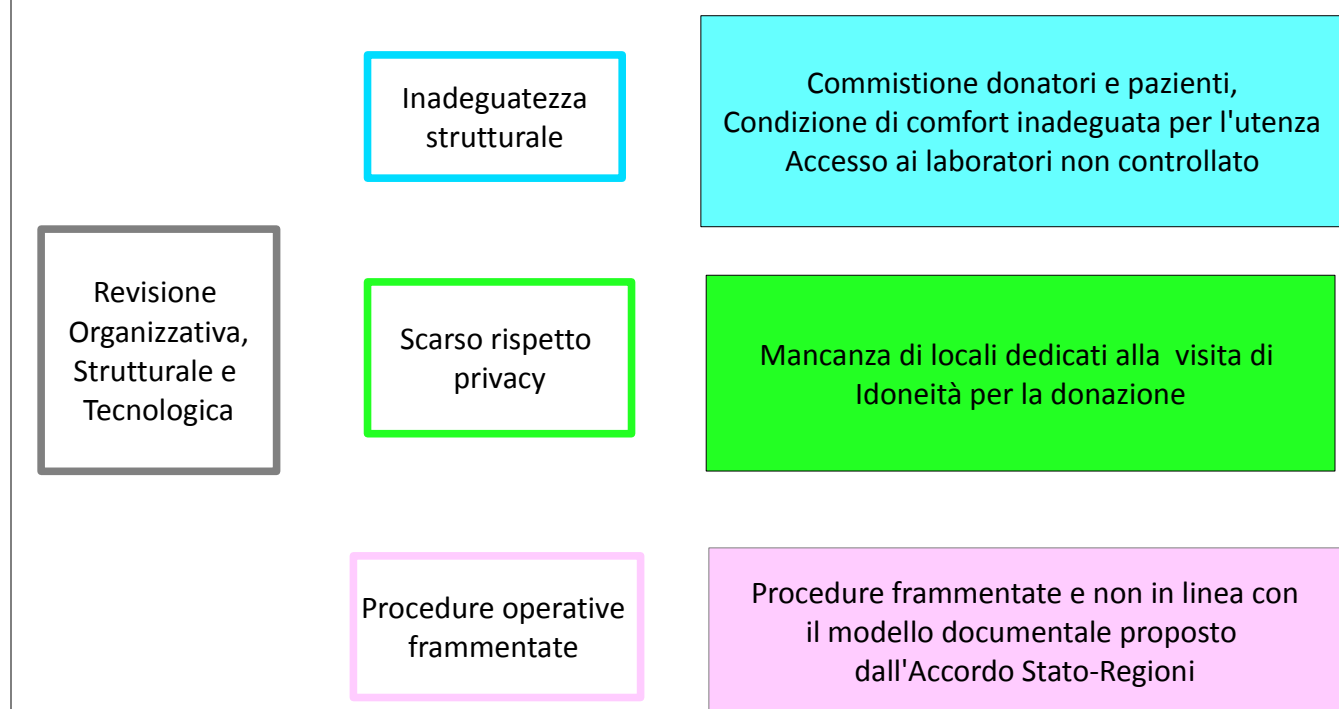 Inadeguatezza
strutturale
Commistione donatori e pazienti,
Condizione di comfort inadeguata per l'utenza
Accesso ai laboratori non controllato
Revisione
Organizzativa,
Strutturale e
Tecnologica
Scarso rispetto
privacy
Mancanza di locali dedicati alla visita di
Idoneità per la donazione
Procedure operative
frammentate
Procedure frammentate e non in linea con
il modello documentale proposto
dall'Accordo Stato-Regioni